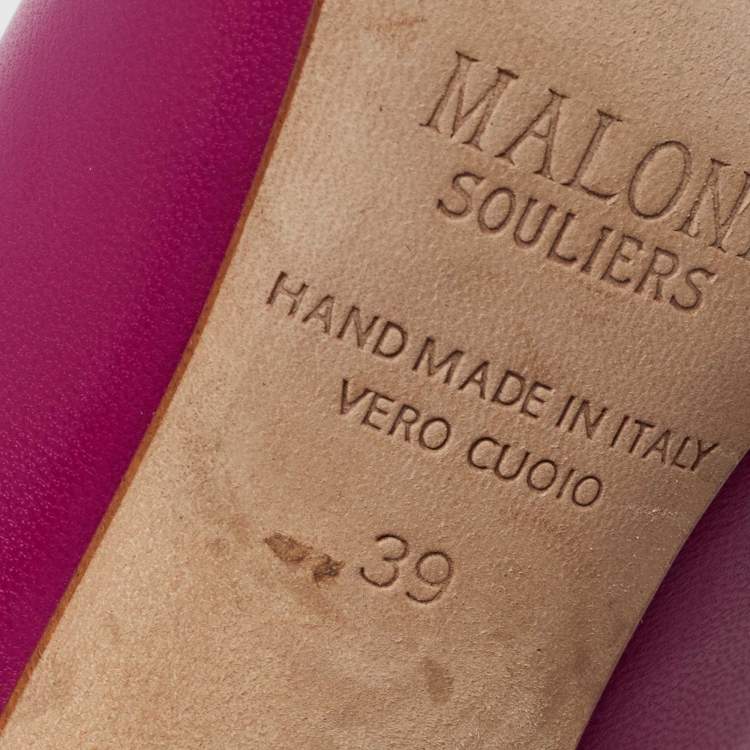 MALON
SOULIERS
HAND MADE IN ITALY
VERO CUOIO
39